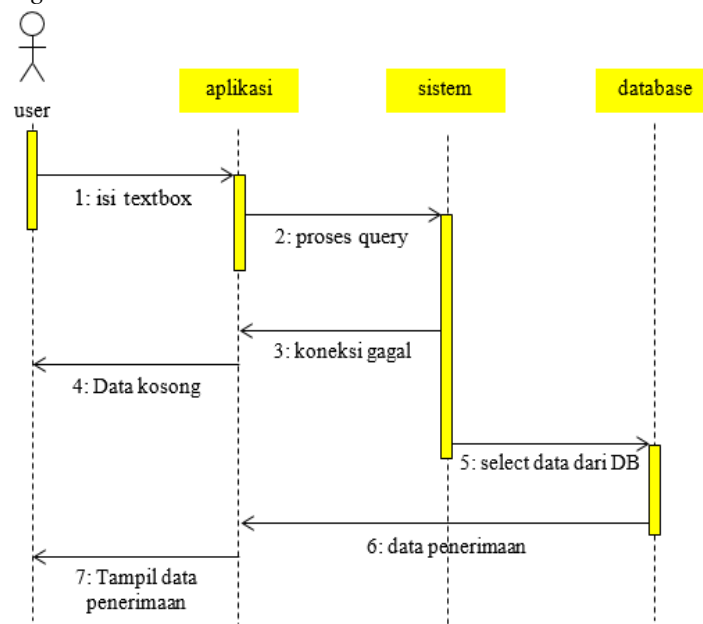 user
aplikasi
sistem
database
1: isi textbox
2: proses query
3: koneksi gagal
4: Data kosong
5: select data dari DB
6: data penerimaan
7: Tampil data
penerimaan